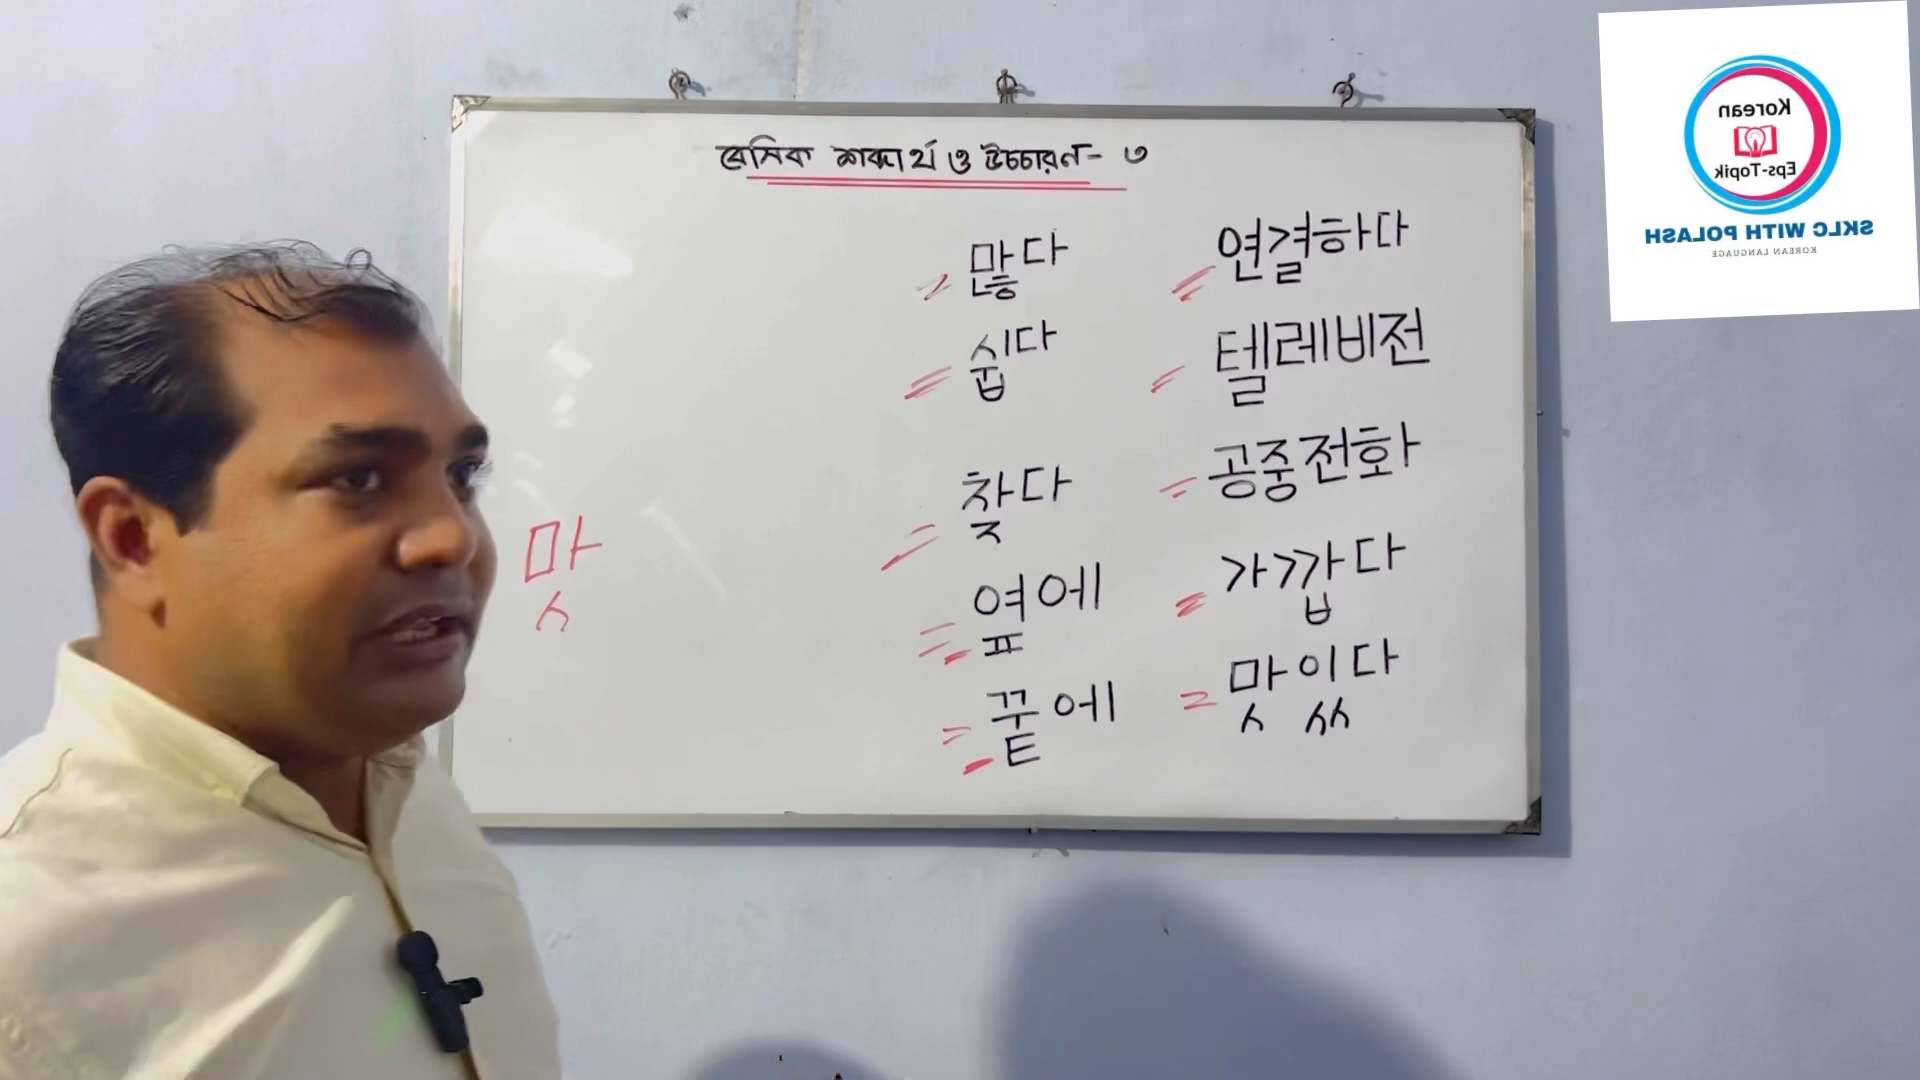 বেসিক শব্দার্থ ও উচ্চারণ- ৩
많다
쉽다
찾다
옆에
끝에
연결하다
텔레비전
공중전화
가깝다
맛있다
맛
Korean
Eps-Topik
SKLC WITH POLASH
KOREAN LANGUAGE